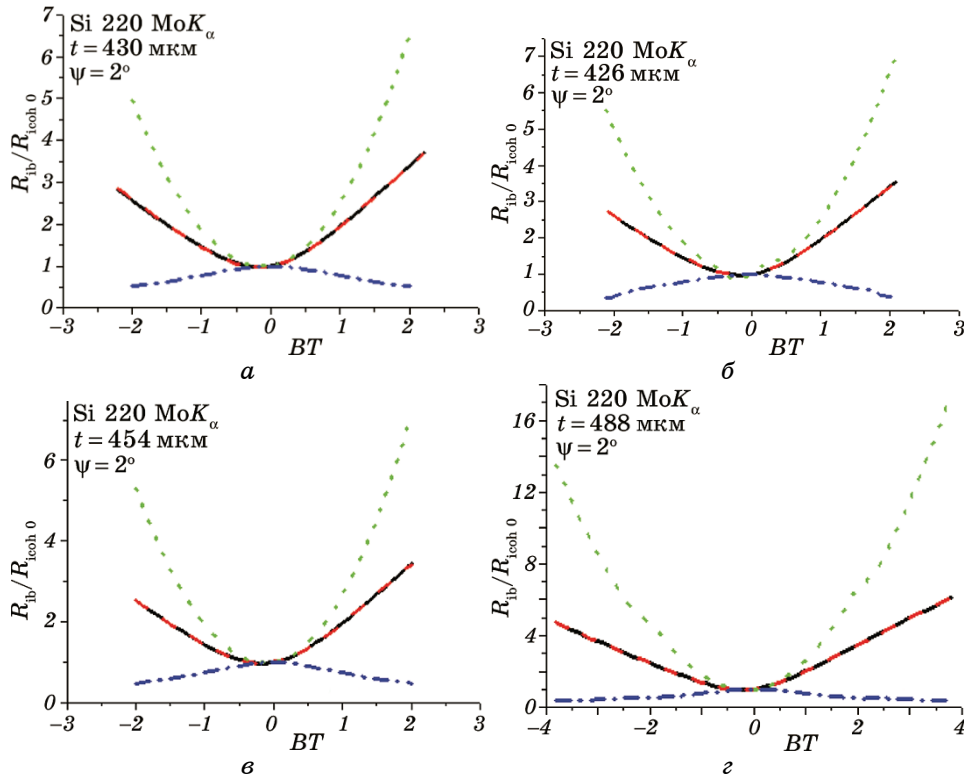 7
6
5
4
3
2
1
0
Si 220 MoKα
t = 430 мкм
ψ = 2°
Rib/Ricoh 0
−3 −2 −1 0 1 2 3
BT
а
7
6
5
4
3
2
1
0
Si 220 MoKα
t = 426 мкм
ψ = 2°
Rib/Ricoh 0
−3 −2 −1 0 1 2 3
BT
б
6
4
2
0
Si 220 MoKα
t = 454 мкм
ψ = 2°
Rib/Ricoh 0
−3 −2 −1 0 1 2 3
BT
в
16
12
8
4
0
Si 220 MoKα
t = 488 мкм
ψ = 2°
Rib/Ricoh 0
−4 −2 0 2 4
BT
г